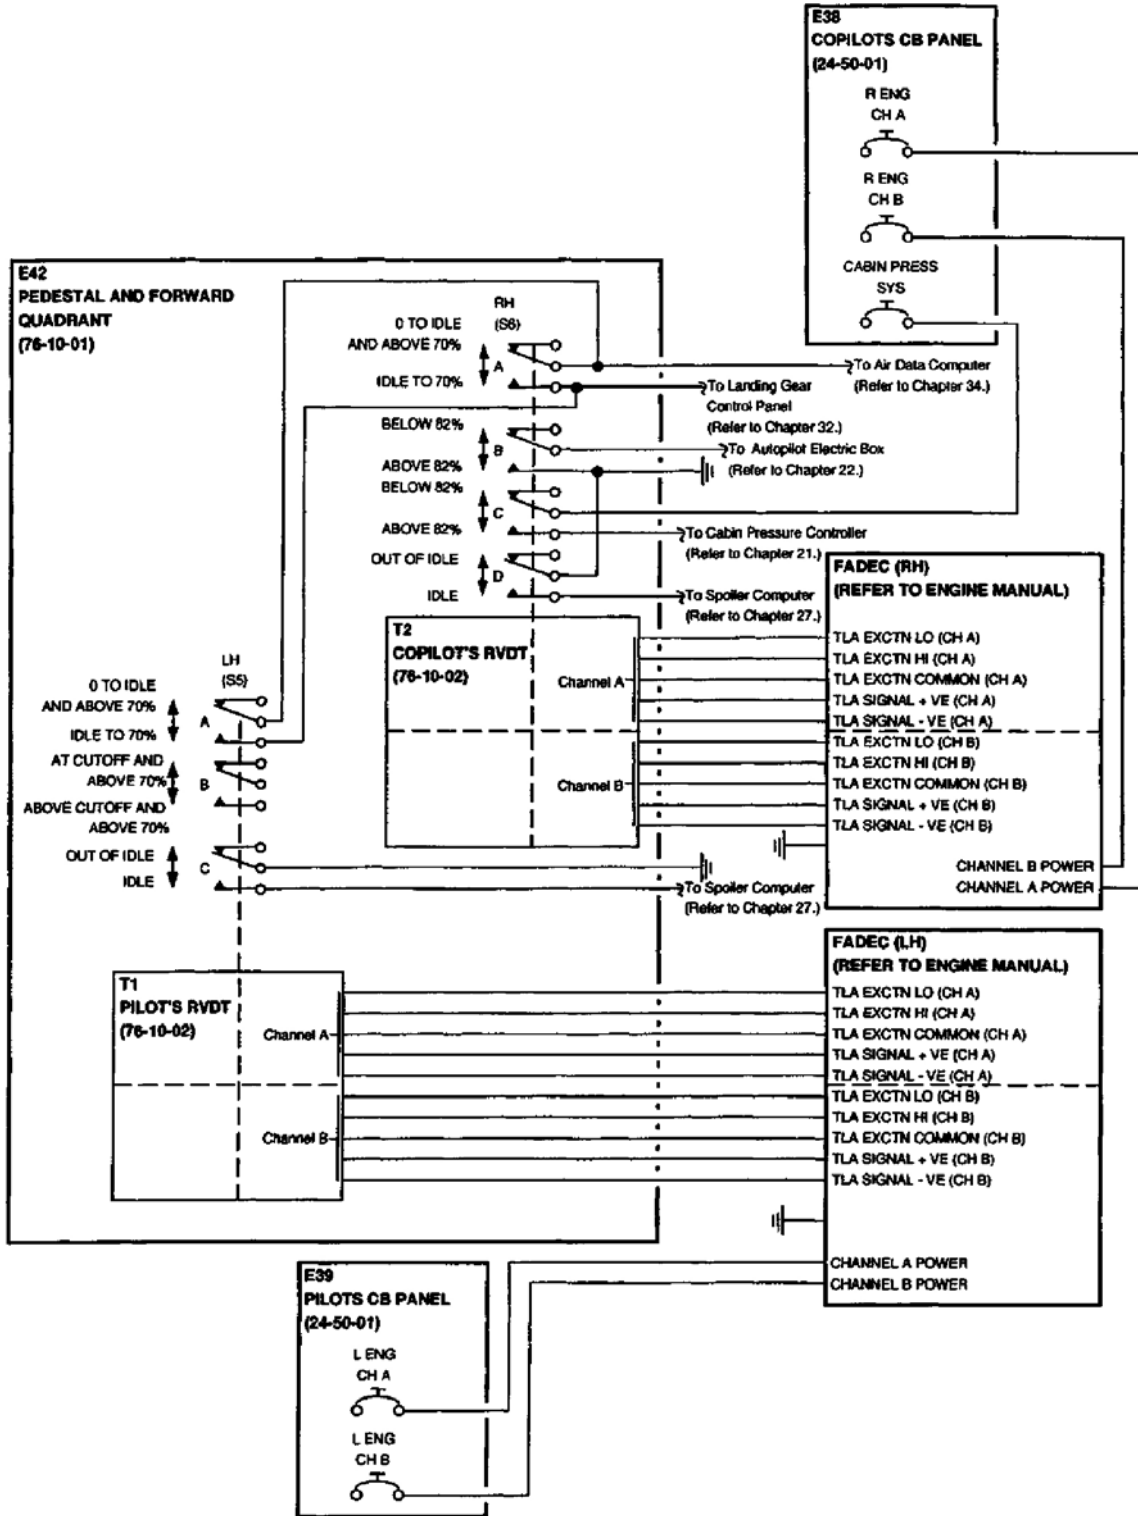 E38
COPILOTS CB PANEL
(24-50-01)
R ENG
CH A
R ENG
CH B
CABIN PRESS
SYS
E42
PEDESTAL AND FORWARD
QUADRANT
(76-10-01)
RH
(S6)
0 TO IDLE
AND ABOVE 70%
A
IDLE TO 70%
To Air Data Computer
(Refer to Chapter 34.)
To Landing Gear
Control Panel
(Refer to Chapter 32.)
BELOW 82%
B
ABOVE 82%
To Autopilot Electric Box
(Refer to Chapter 22.)
BELOW 82%
C
ABOVE 82%
To Cabin Pressure Controller
(Refer to Chapter 21.)
OUT OF IDLE
D
IDLE
To Spoiler Computer
(Refer to Chapter 27.)
FADEC (RH)
(REFER TO ENGINE MANUAL)
TLA EXCTN LO (CH A)
TLA EXCTN HI (CH A)
TLA EXCTN COMMON (CH A)
TLA SIGNAL + VE (CH A)
TLA SIGNAL - VE (CH A)
TLA EXCTN LO (CH B)
TLA EXCTN HI (CH B)
TLA EXCTN COMMON (CH B)
TLA SIGNAL + VE (CH B)
TLA SIGNAL - VE (CH B)
CHANNEL B POWER
CHANNEL A POWER
T2
COPILOT'S RVDT
(76-10-02)
Channel A
Channel B
LH
(S5)
0 TO IDLE
AND ABOVE 70%
A
IDLE TO 70%
AT CUTOFF AND
ABOVE 70%
B
ABOVE CUTOFF AND
ABOVE 70%
OUT OF IDLE
C
IDLE
To Spoiler Computer
(Refer to Chapter 27.)
FADEC (LH)
(REFER TO ENGINE MANUAL)
TLA EXCTN LO (CH A)
TLA EXCTN HI (CH A)
TLA EXCTN COMMON (CH A)
TLA SIGNAL + VE (CH A)
TLA SIGNAL - VE (CH A)
TLA EXCTN LO (CH B)
TLA EXCTN HI (CH B)
TLA EXCTN COMMON (CH B)
TLA SIGNAL + VE (CH B)
TLA SIGNAL - VE (CH B)
CHANNEL A POWER
CHANNEL B POWER
T1
PILOT'S RVDT
(76-10-02)
Channel A
Channel B
E39
PILOTS CB PANEL
(24-50-01)
L ENG
CH A
L ENG
CH B